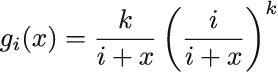 g_i(x) = \frac{k}{i + x} \left( \frac{i}{i + x} \right)^k